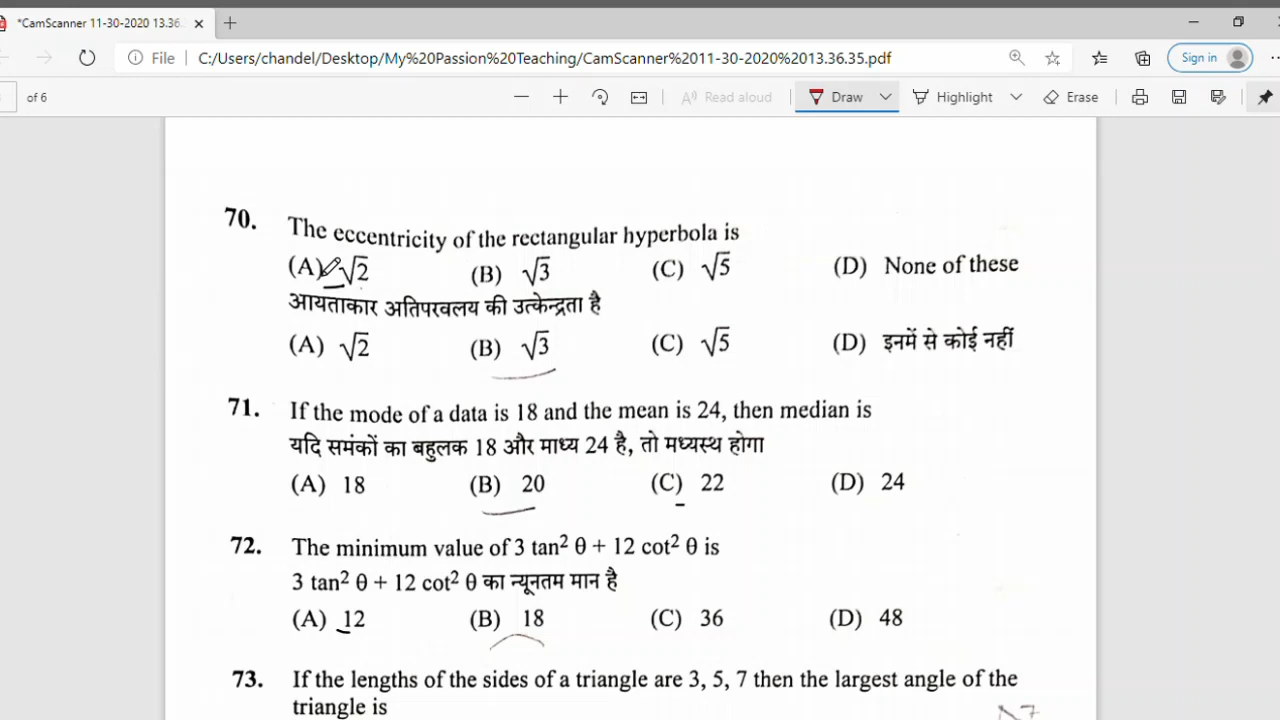 *CamScanner 11-30-2020 13.36
File C:/Users/chandel/Desktop/My%20Passion%20Teaching/CamScanner%2011-30-2020%2013.36.35.pdf Sign in
of 6 Read aloud Draw Highlight Erase
70. The eccentricity of the rectangular hyperbola is
(A) √2 (B) √3 (C) √5 (D) None of these
आयताकार अतिपरवलय की उत्केन्द्रता है
(A) √2 (B) √3 (C) √5 (D) इनमें से कोई नहीं
71. If the mode of a data is 18 and the mean is 24, then median is
यदि समंकों का बहुलक 18 और माध्य 24 है, तो मध्यस्थ होगा
(A) 18 (B) 20 (C) 22 (D) 24
72. The minimum value of 3 tan² θ + 12 cot² θ is
3 tan² θ + 12 cot² θ का न्यूनतम मान है
(A) 12 (B) 18 (C) 36 (D) 48
73. If the lengths of the sides of a triangle are 3, 5, 7 then the largest angle of the
triangle is